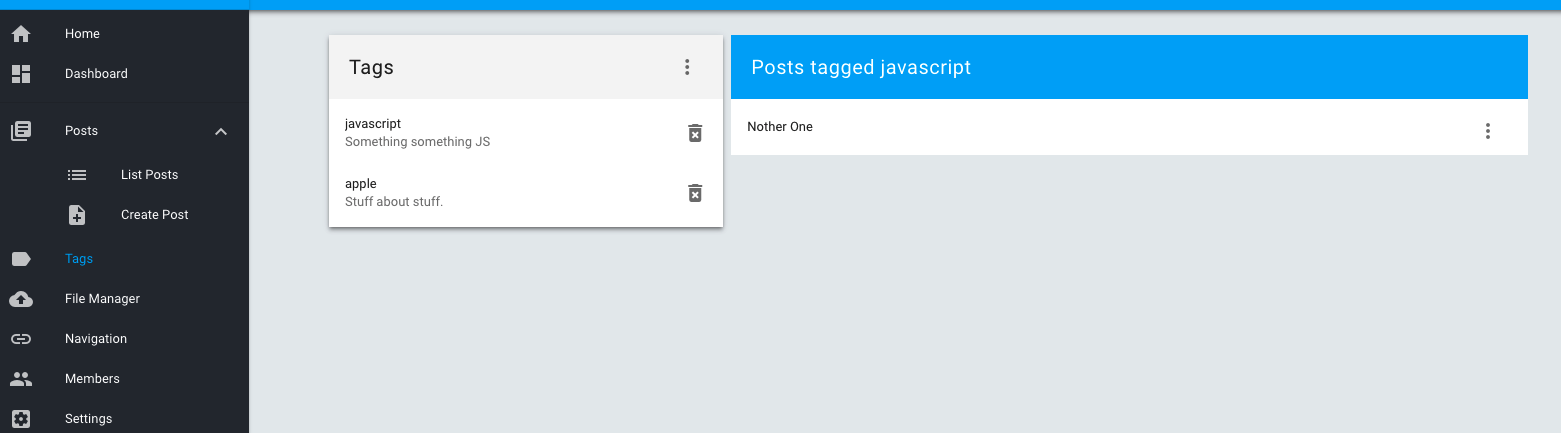 Home
Dashboard
Posts
List Posts
Create Post
Tags
File Manager
Navigation
Members
Settings
Tags
javascript
Something something JS
apple
Stuff about stuff.
Posts tagged javascript
Nother One